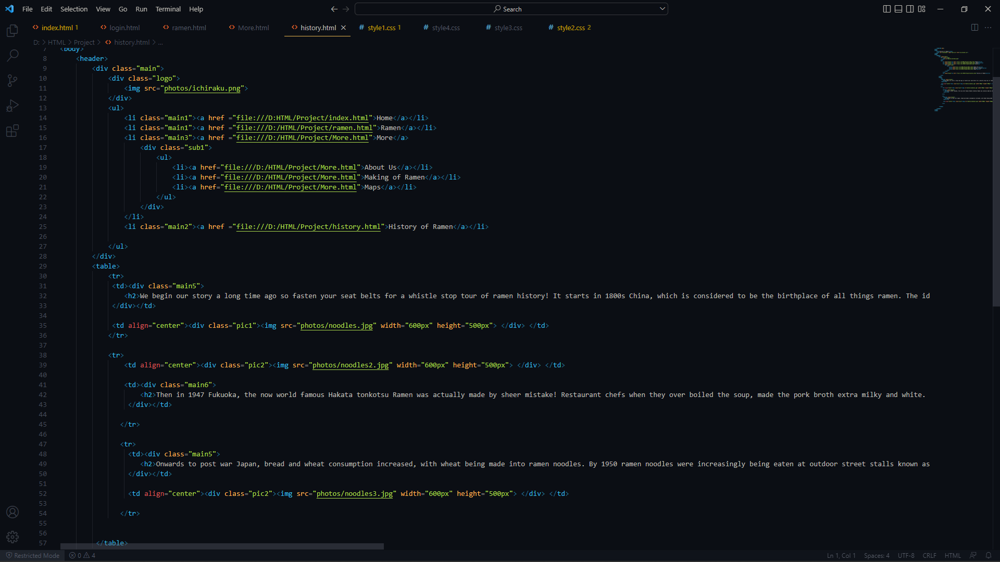 File Edit Selection View Go Run Terminal Help
Search
index.html 1 login.html ramen.html More.html history.html style1.css 1 style4.css style3.css style2.css 2
D: > HTML > Project > history.html > ...
7 <body>
8 <header>
9 <div class="main">
10 <div class="logo">
11 <img src="photos/ichiraku.png">
12 </div>
13 <ul>
14 <li class="main1"><a href ="file:///D:HTML/Project/index.html">Home</a></li>
15 <li class="main1"><a href ="file:///D:/HTML/Project/ramen.html">Ramen</a></li>
16 <li class="main3"><a href ="file:///D:/HTML/Project/More.html">More</a>
17 <div class="sub1">
18 <ul>
19 <li><a href="file:///D:/HTML/Project/More.html">About Us</a></li>
20 <li><a href="file:///D:/HTML/Project/More.html">Making of Ramen</a></li>
21 <li><a href="file:///D:/HTML/Project/More.html">Maps</a></li>
22 </ul>
23 </div>
24 </li>
25 <li class="main2"><a href ="file:///D:/HTML/Project/history.html">History of Ramen</a></li>
26
27 </ul>
28 </div>
29 <table>
30 <tr>
31 <td><div class="main5">
32 <h2>We begin our story a long time ago so fasten your seat belts for a whistle stop tour of ramen history! It starts in 1800s China, which is considered to be the birthplace of all things ramen. The id
33 </div></td>
34
35 <td align="center"><div class="pic1"><img src="photos/noodles.jpg" width="600px" height="500px"> </div> </td>
36 </tr>
37
38 <tr>
39 <td align="center"><div class="pic2"><img src="photos/noodles2.jpg" width="600px" height="500px"> </div> </td>
40
41 <td><div class="main6">
42 <h2>Then in 1947 Fukuoka, the now world famous Hakata tonkotsu Ramen was actually made by sheer mistake! Restaurant chefs when they over boiled the soup, made the pork broth extra milky and white.
43 </div></td>
44
45 </tr>
46
47 <tr>
48 <td><div class="main5">
49 <h2>Onwards to post war Japan, bread and wheat consumption increased, with wheat being made into ramen noodles. By 1950 ramen noodles were increasingly being eaten at outdoor street stalls known as
50 </div></td>
51
52 <td align="center"><div class="pic2"><img src="photos/noodles3.jpg" width="600px" height="500px"> </div> </td>
53
54 </tr>
55
56
57 </table>
Restricted Mode 0 4 Ln 1, Col 1 Spaces: 4 UTF-8 CRLF HTML